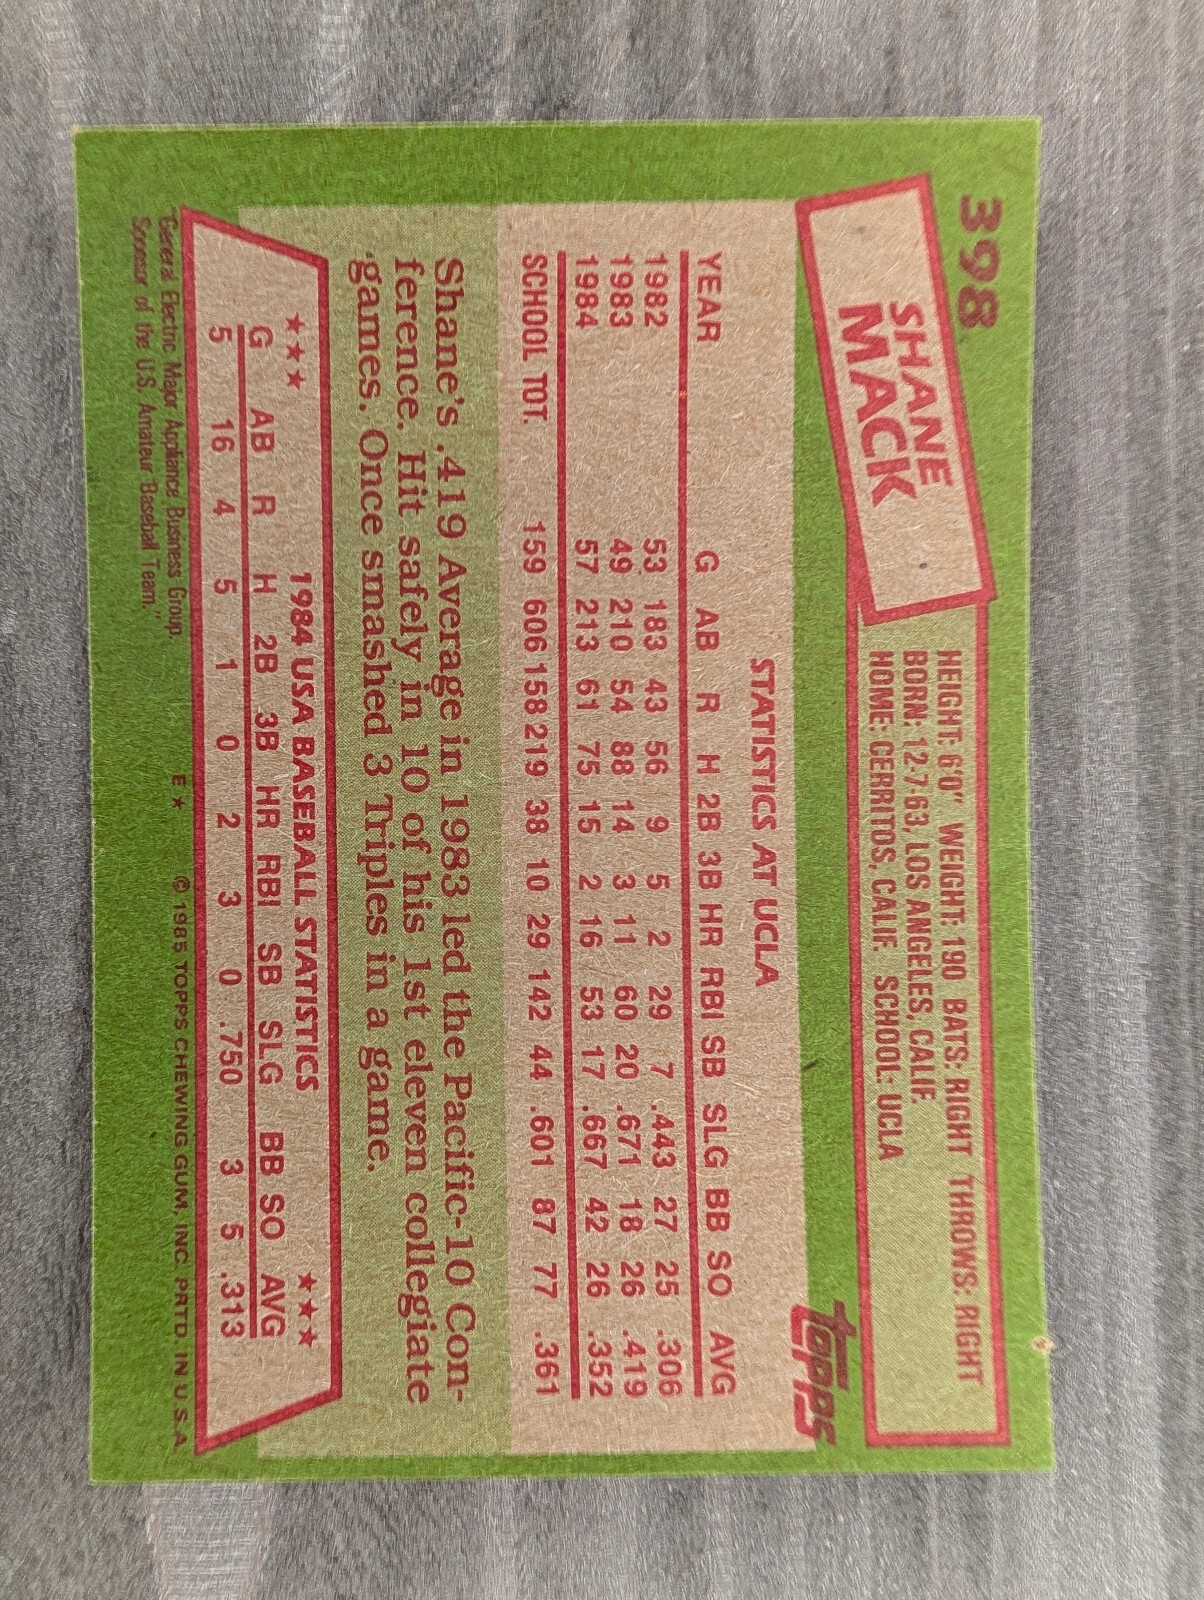 398
SHANE
MACK
HEIGHT: 6'0" WEIGHT: 190 BATS: RIGHT THROWS: RIGHT
BORN: 12-7-63, LOS ANGELES, CALIF.
HOME: CERRITOS, CALIF. SCHOOL: UCLA
TOPPS
STATISTICS AT UCLA
YEAR G AB R H 2B 3B HR RBI SB SLG BB SO AVG
1982 53 183 43 56 9 5 2 29 7 .443 27 25 .306
1983 49 210 54 88 14 3 11 60 20 .671 18 26 .419
1984 57 213 61 75 15 2 16 53 17 .667 42 26 .352
SCHOOL TOT. 159 606 158 219 38 10 29 142 44 .601 87 77 .361
Shane's .419 Average in 1983 led the Pacific-10 Con-
ference. Hit safely in 10 of his 1st eleven collegiate
games. Once smashed 3 Triples in a game.
★★★ 1984 USA BASEBALL STATISTICS ★★★
G AB R H 2B 3B HR RBI SB SLG BB SO AVG
5 16 4 5 1 0 2 3 0 .750 3 5 .313
"General Electric Major Appliance Business Group,
Sponsor of the U.S. Amateur Baseball Team."
E★ © 1985 TOPPS CHEWING GUM, INC. PRTD. IN U.S.A.